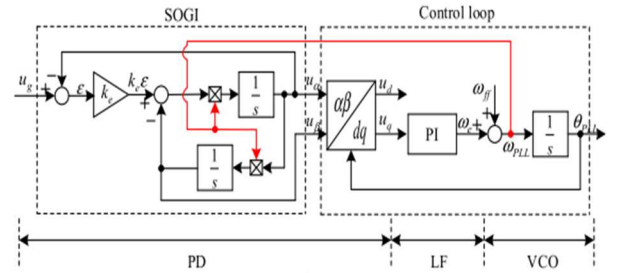 SOGI
Control loop
u_g
+
−
ε
k_e
k_e ε
+
−
1
s
u_α
αβ
dq
u_d
u_q
PI
ω_e
+
ω_ff
+
ω_PLL
1
s
θ_PLL
1
s
u_β
PD
LF
VCO